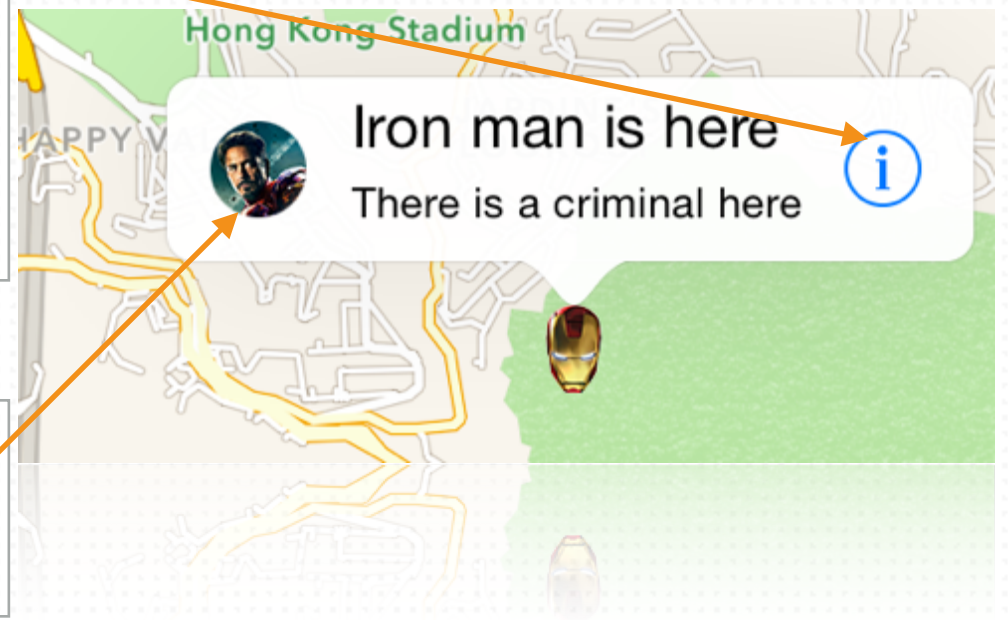 Hong Kong Stadium
HAPPY VA
Iron man is here
There is a criminal here
i